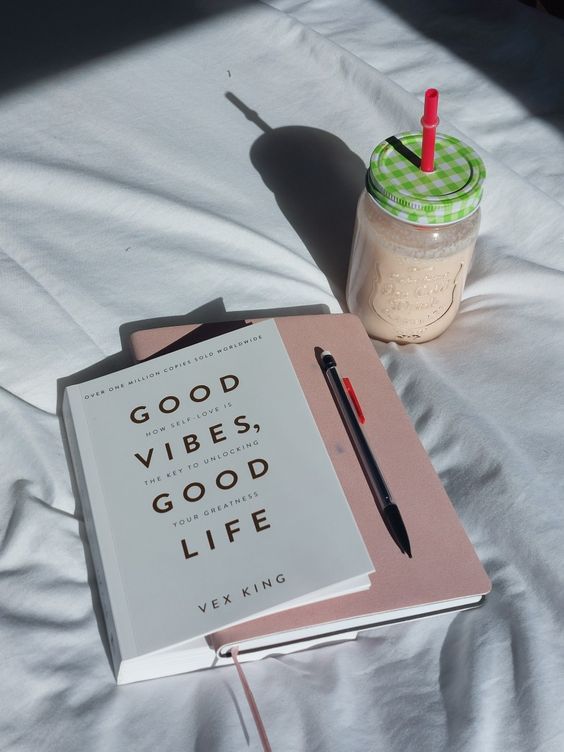 OVER ONE MILLION COPIES SOLD WORLDWIDE
GOOD
HOW SELF-LOVE IS
VIBES,
THE KEY TO UNLOCKING
GOOD
YOUR GREATNESS
LIFE
VEX KING